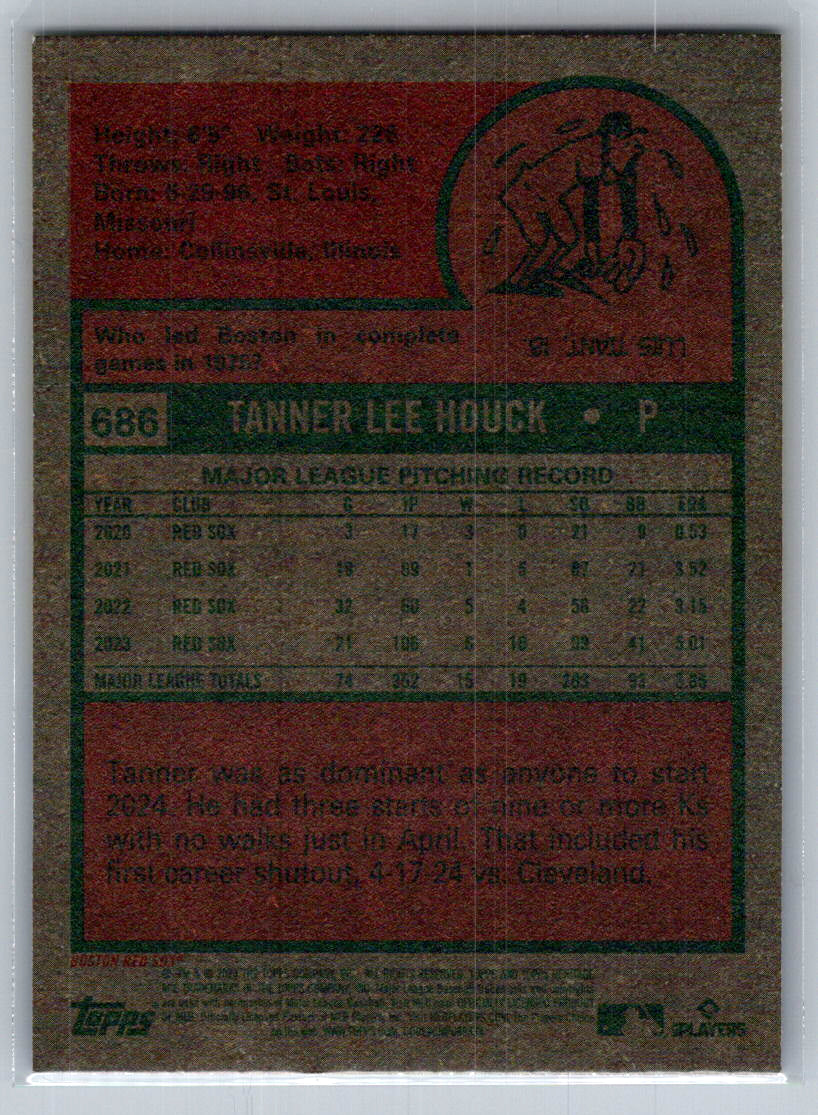 Height: 6'5" Weight: 228
Throws: Right Bats: Right
Born: 6-29-96, St. Louis,
Missouri
Home: Collinsville, Illinois
Who led Boston in complete
games in 1975?
LUIS TIANT, 18.
686 TANNER LEE HOUCK • P
MAJOR LEAGUE PITCHING RECORD
YEAR CLUB G IP W L SO BB ERA
2020 RED SOX 3 17 3 0 21 9 0.53
2021 RED SOX 18 69 1 5 87 21 3.52
2022 RED SOX 32 60 5 4 56 22 3.15
2023 RED SOX 21 106 6 10 99 41 5.01
MAJOR LEAGUE TOTALS 74 252 15 19 263 93 3.86
Tanner was as dominant as anyone to start
2024. He had three starts of nine or more Ks
with no walks just in April. That included his
first career shutout, 4-17-24 vs. Cleveland.
BOSTON RED SOX
topps
PLAYERS